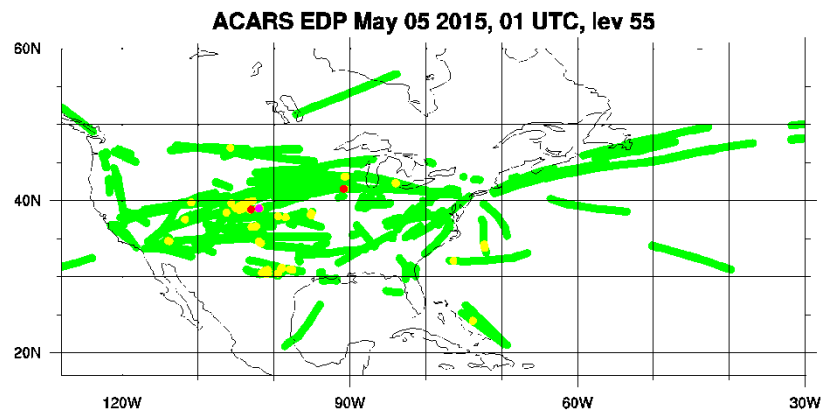 ACARS EDP May 05 2015, 01 UTC, lev 55
60N
40N
20N
120W 90W 60W 30W